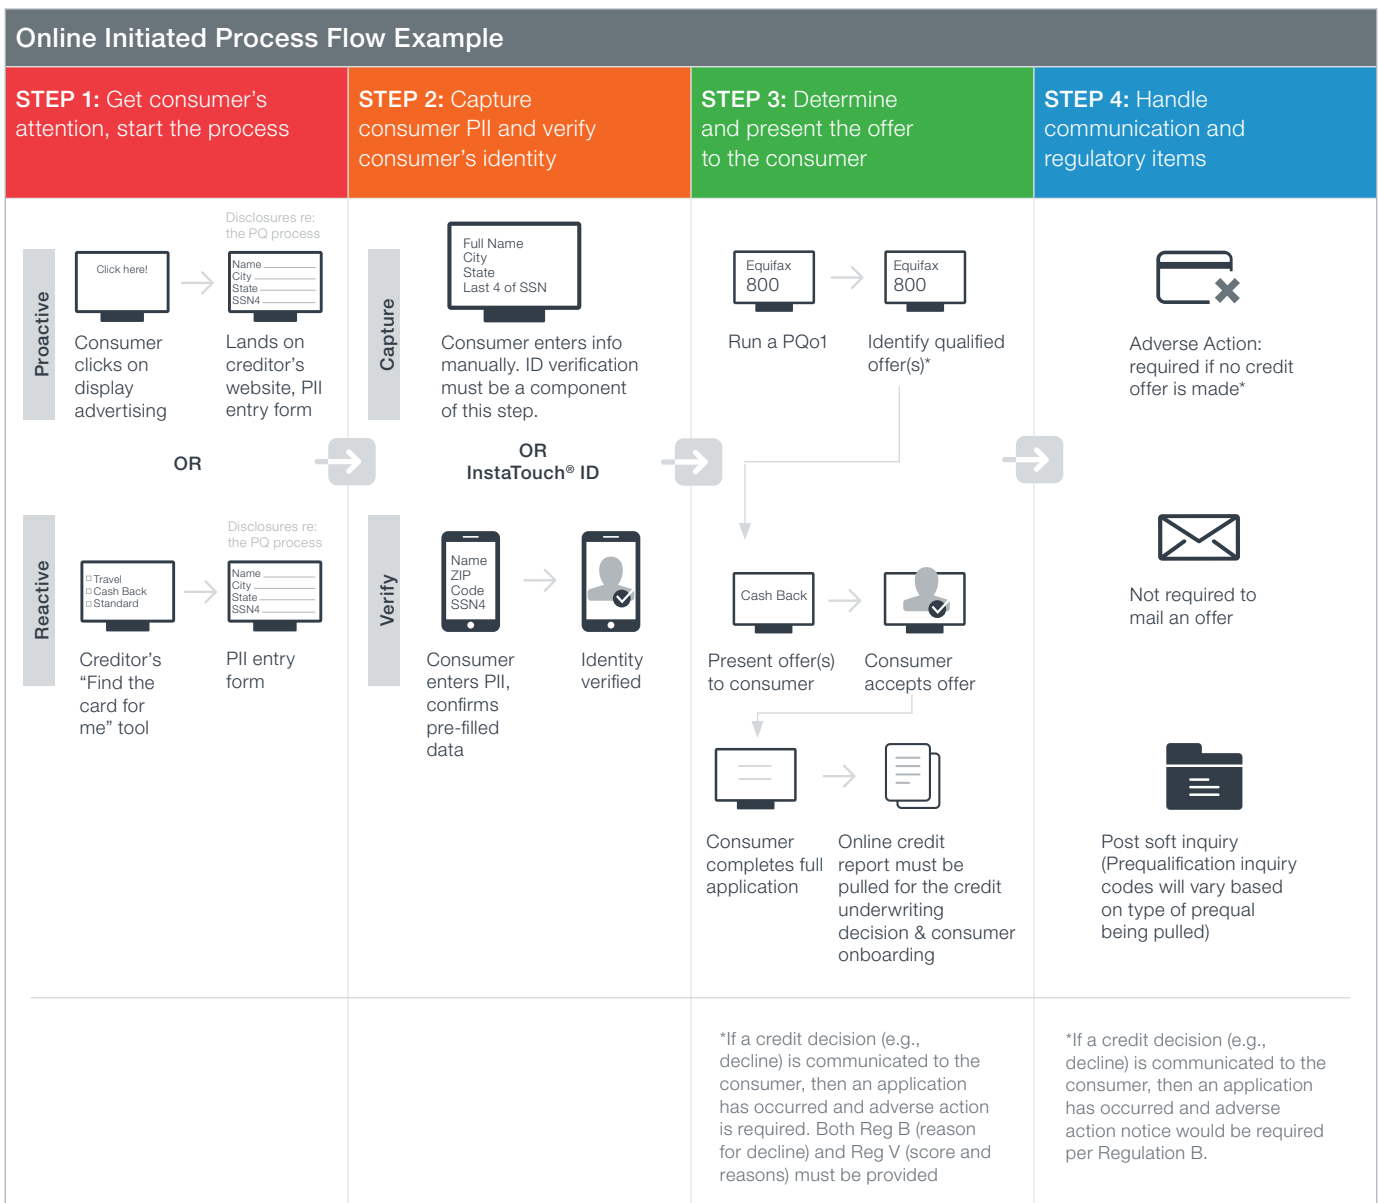 Online Initiated Process Flow Example
STEP 1: Get consumer's
attention, start the process
STEP 2: Capture
consumer PII and verify
consumer's identity
STEP 3: Determine
and present the offer
to the consumer
STEP 4: Handle
communication and
regulatory items
Proactive
Click here!
Consumer
clicks on
display
advertising
Disclosures re:
the PQ process
Name
City
State
SSN4
Lands on
creditor's
website, PII
entry form
OR
Reactive
Travel
Cash Back
Standard
Creditor's
“Find the
card for
me” tool
Disclosures re:
the PQ process
Name
City
State
SSN4
PII entry
form
Capture
Full Name
City
State
Last 4 of SSN
Consumer enters info
manually. ID verification
must be a component
of this step.
OR
InstaTouch® ID
Verify
Name
ZIP
Code
SSN4
Consumer
enters PII,
confirms
pre-filled
data
Identity
verified
Equifax
800
Run a PQo1
Equifax
800
Identify qualified
offer(s)*
Cash Back
Present offer(s)
to consumer
Consumer
accepts offer
Consumer
completes full
application
Online credit
report must be
pulled for the credit
underwriting
decision & consumer
onboarding
*If a credit decision (e.g.,
decline) is communicated to the
consumer, then an application
has occurred and adverse action
is required. Both Reg B (reason
for decline) and Reg V (score and
reasons) must be provided
Adverse Action:
required if no credit
offer is made*
Not required to
mail an offer
Post soft inquiry
(Prequalification inquiry
codes will vary based
on type of prequal
being pulled)
*If a credit decision (e.g.,
decline) is communicated to the
consumer, then an application
has occurred and adverse
action notice would be required
per Regulation B.